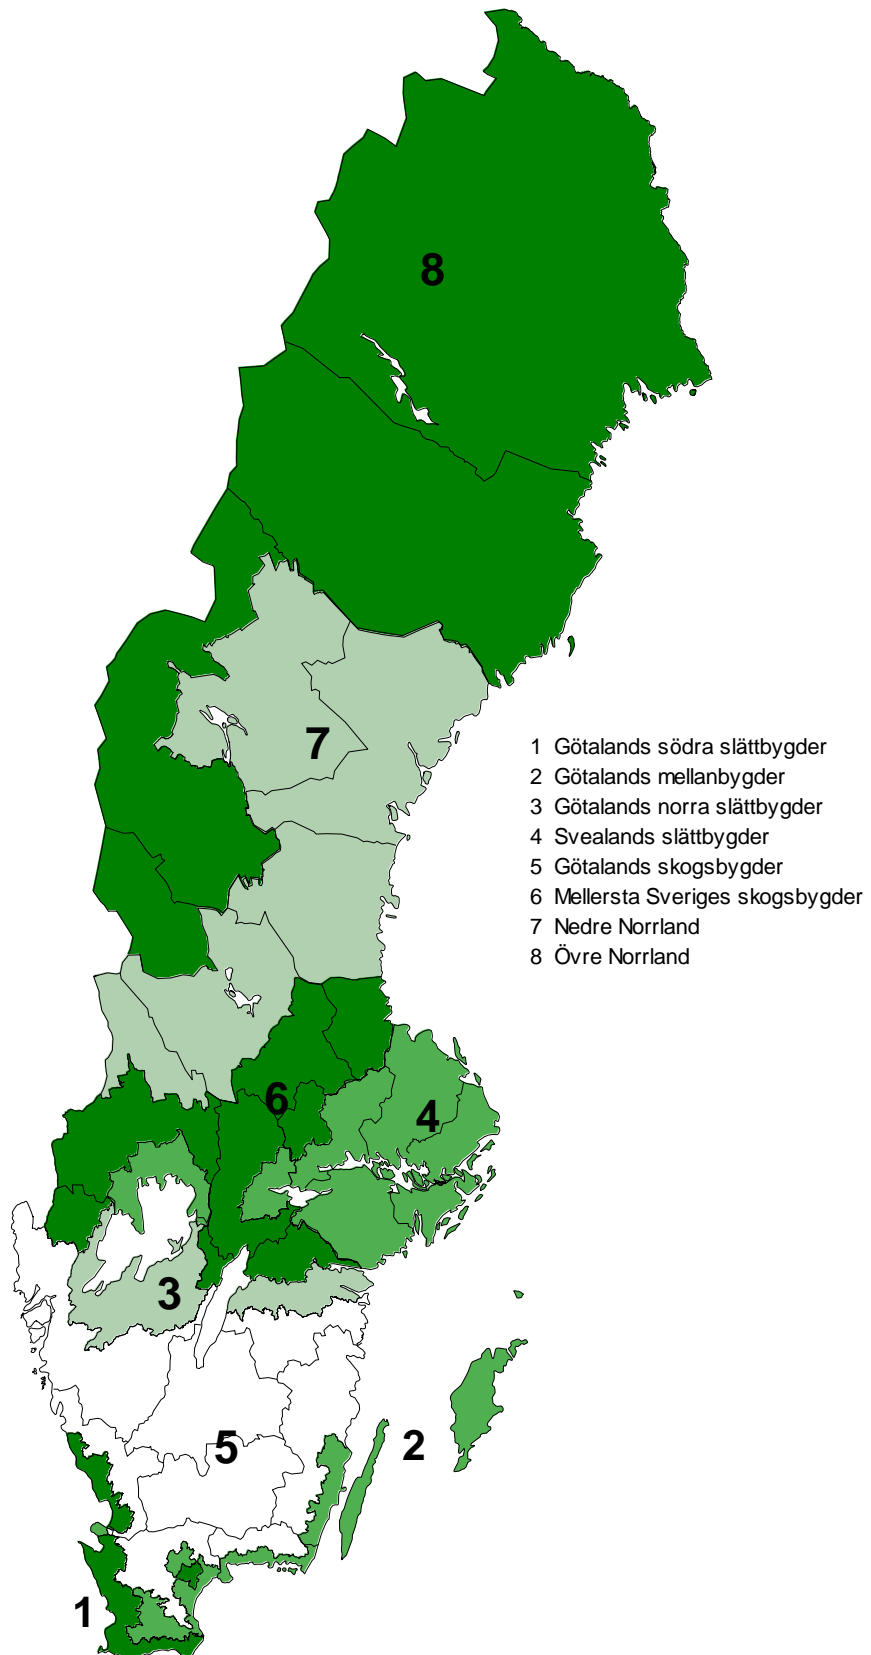 8
7
1 Götalands södra slättbygder
2 Götalands mellanbygder
3 Götalands norra slättbygder
4 Svealands slättbygder
5 Götalands skogsbygder
6 Mellersta Sveriges skogsbygder
7 Nedre Norrland
8 Övre Norrland
6
4
3
5
2
1